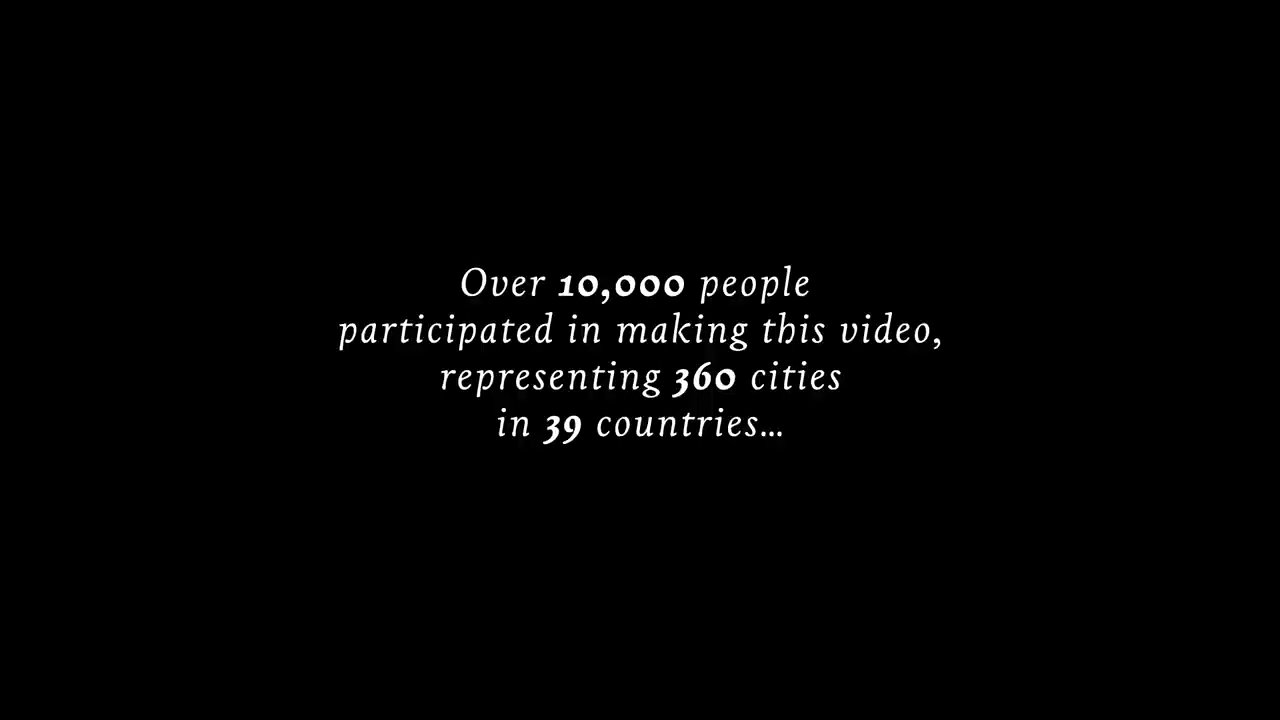 Over 10,000 people
participated in making this video,
representing 360 cities
in 39 countries...